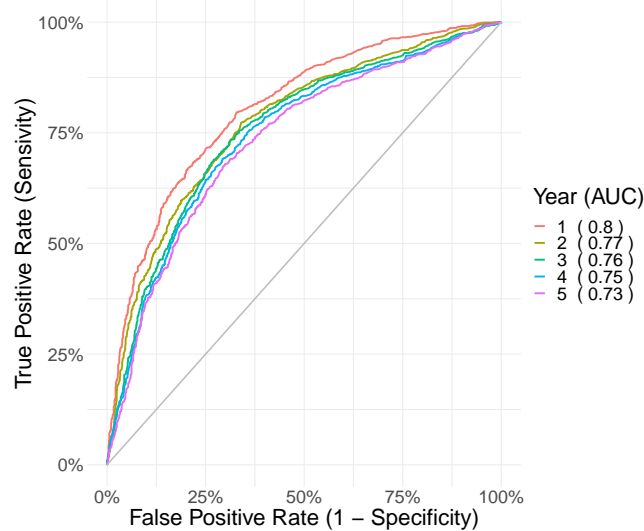 100%
75%
50%
25%
0%
True Positive Rate (Sensivity)
0% 25% 50% 75% 100%
False Positive Rate (1 − Specificity)
Year (AUC)
1 ( 0.8 )
2 ( 0.77 )
3 ( 0.76 )
4 ( 0.75 )
5 ( 0.73 )